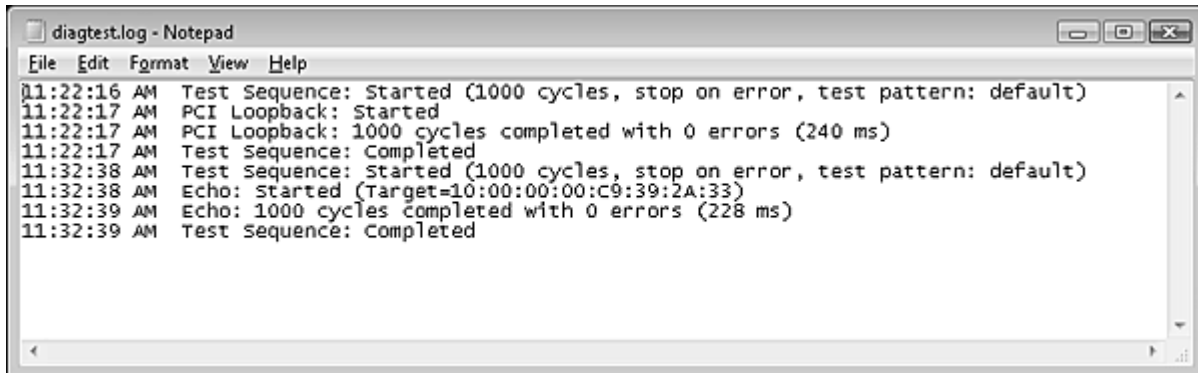 diagtest.log - Notepad
File Edit Format View Help
11:22:16 AM Test Sequence: Started (1000 cycles, stop on error, test pattern: default)
11:22:17 AM PCI Loopback: Started
11:22:17 AM PCI Loopback: 1000 cycles completed with 0 errors (240 ms)
11:22:17 AM Test Sequence: Completed
11:32:38 AM Test Sequence: Started (1000 cycles, stop on error, test pattern: default)
11:32:38 AM Echo: Started (Target=10:00:00:00:C9:39:2A:33)
11:32:39 AM Echo: 1000 cycles completed with 0 errors (228 ms)
11:32:39 AM Test Sequence: Completed